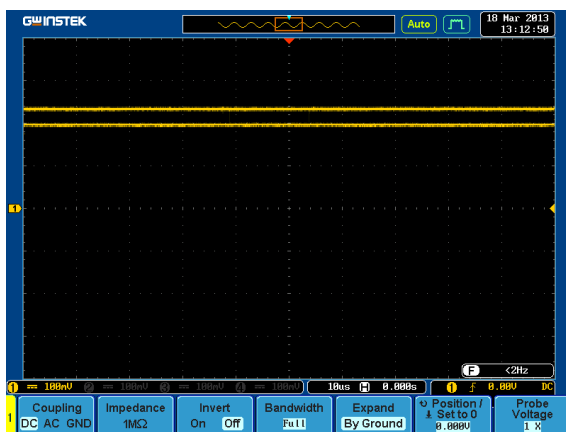 GWINSTEK
Auto
18 Mar 2013
13:12:50
1
1 100mV 2 100mV 3 100mV 4 100mV 10us H 0.000s 1 0.00V DC
F <2Hz
1
Coupling
DC AC GND
Impedance
1MΩ
Invert
On Off
Bandwidth
Full
Expand
By Ground
Position /
Set to 0
0.000V
Probe
Voltage
1 X